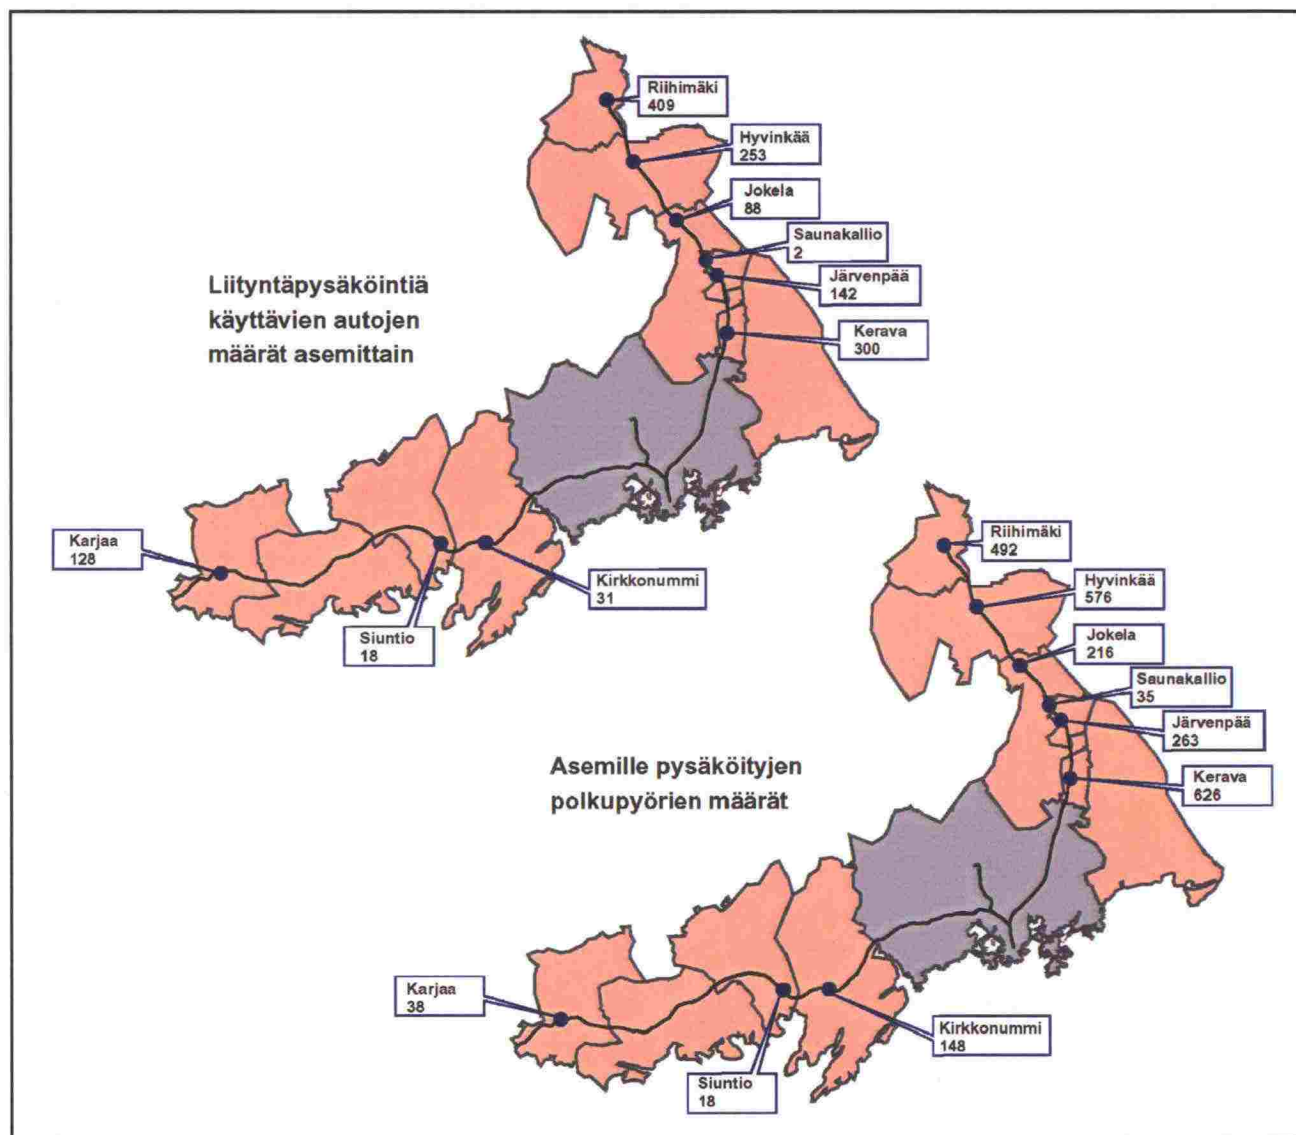 Riihimäki
409
Hyvinkää
253
Jokela
88
Saunakallio
2
Järvenpää
142
Kerava
300
Liityntäpysäköintiä
käyttävien autojen
määrät asemittain
Karjaa
128
Siuntio
18
Kirkkonummi
31
Riihimäki
492
Hyvinkää
576
Jokela
216
Saunakallio
35
Järvenpää
263
Kerava
626
Asemille pysäköityjen
polkupyörien määrät
Karjaa
38
Siuntio
18
Kirkkonummi
148